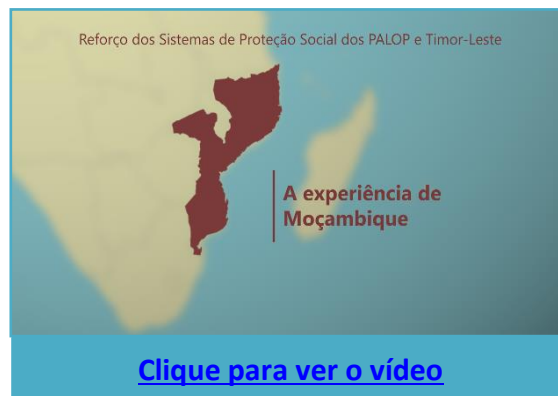 Reforço dos Sistemas de Proteção Social dos PALOP e Timor-Leste
A experiência de
Moçambique
Clique para ver o vídeo